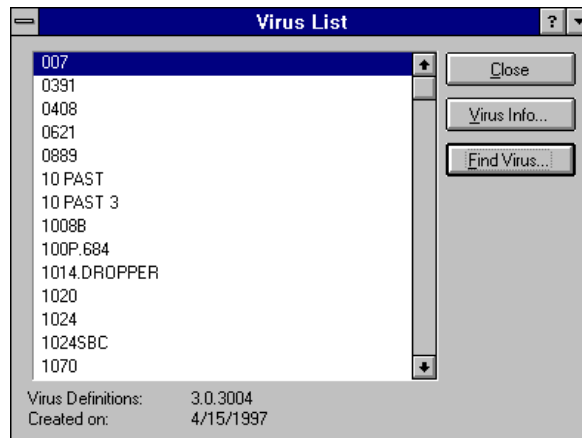 Virus List
?
007
0391
0408
0621
0889
10 PAST
10 PAST 3
1008B
100P.684
1014.DROPPER
1020
1024
1024SBC
1070
Close
Virus Info...
Find Virus...
Virus Definitions: 3.0.3004
Created on: 4/15/1997